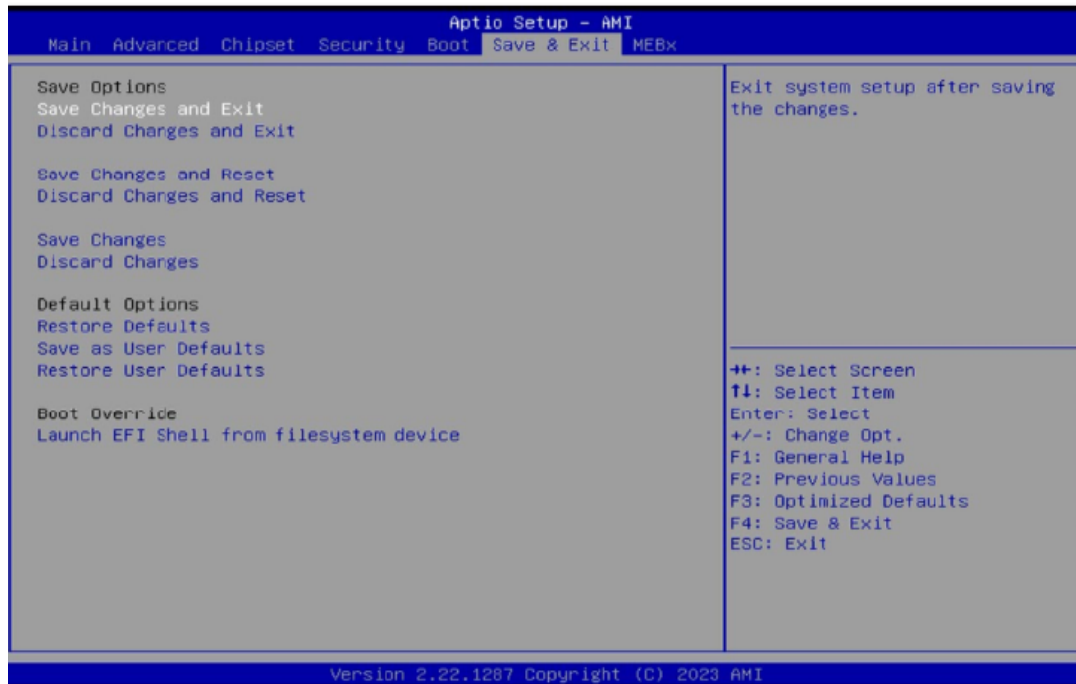 Aptio Setup - AMI
Main Advanced Chipset Security Boot Save & Exit MEBx
Save Options
Save Changes and Exit
Discard Changes and Exit
Save Changes and Reset
Discard Changes and Reset
Save Changes
Discard Changes
Default Options
Restore Defaults
Save as User Defaults
Restore User Defaults
Boot Override
Launch EFI Shell from filesystem device
Exit system setup after saving
the changes.
→←: Select Screen
↑↓: Select Item
Enter: Select
+/-: Change Opt.
F1: General Help
F2: Previous Values
F3: Optimized Defaults
F4: Save & Exit
ESC: Exit
Version 2.22.1287 Copyright (C) 2023 AMI